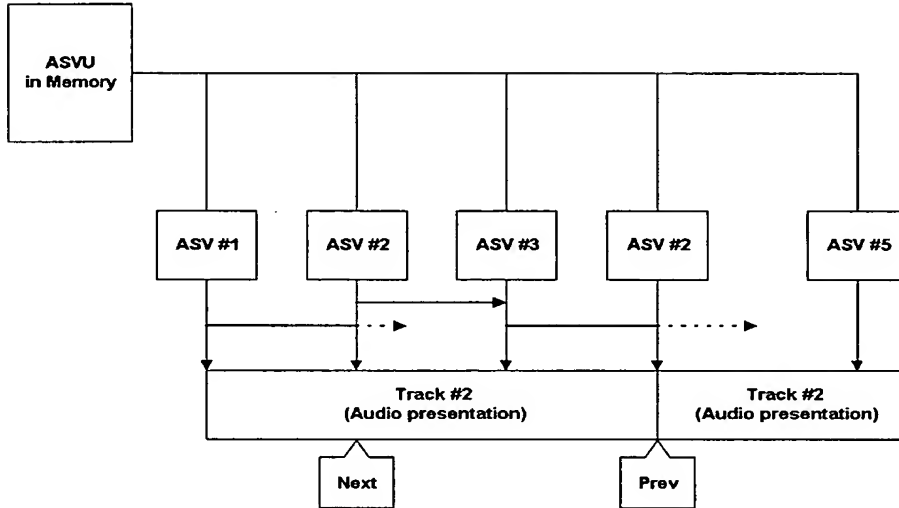 ASVU
in Memory
ASV #1
ASV #2
ASV #3
ASV #2
ASV #5
Track #2
(Audio presentation)
Track #2
(Audio presentation)
Next
Prev